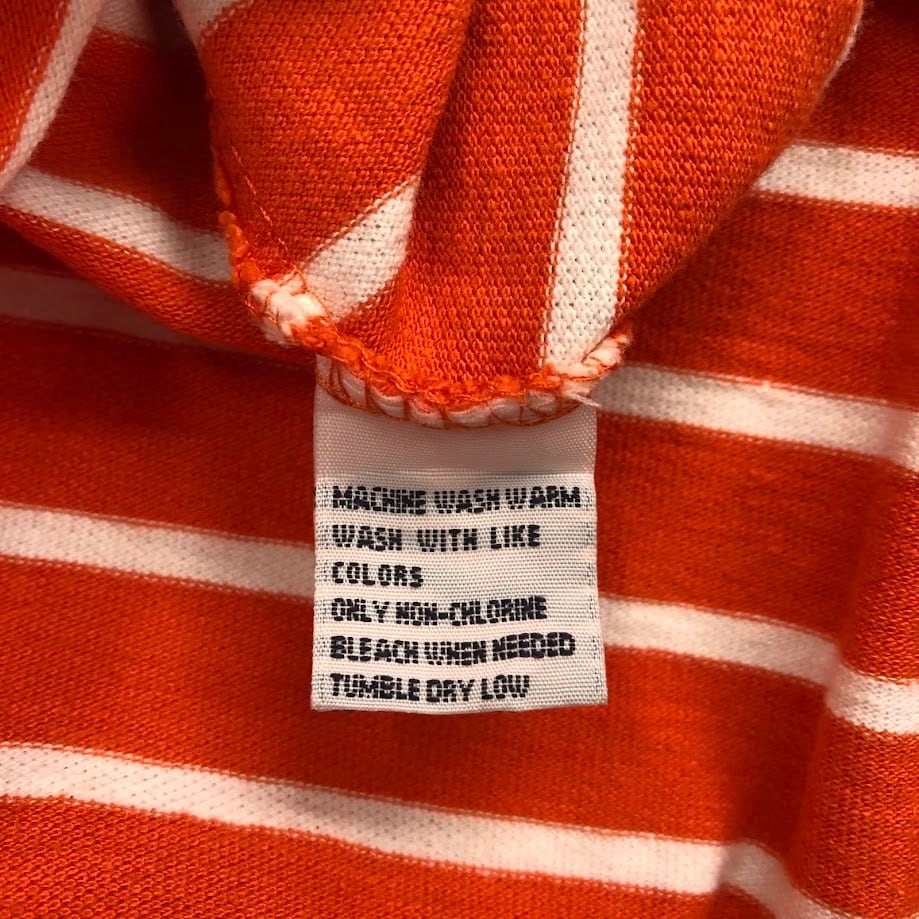 MACHINE WASH WARM
WASH WITH LIKE
COLORS
ONLY NON-CHLORINE
BLEACH WHEN NEEDED
TUMBLE DRY LOW